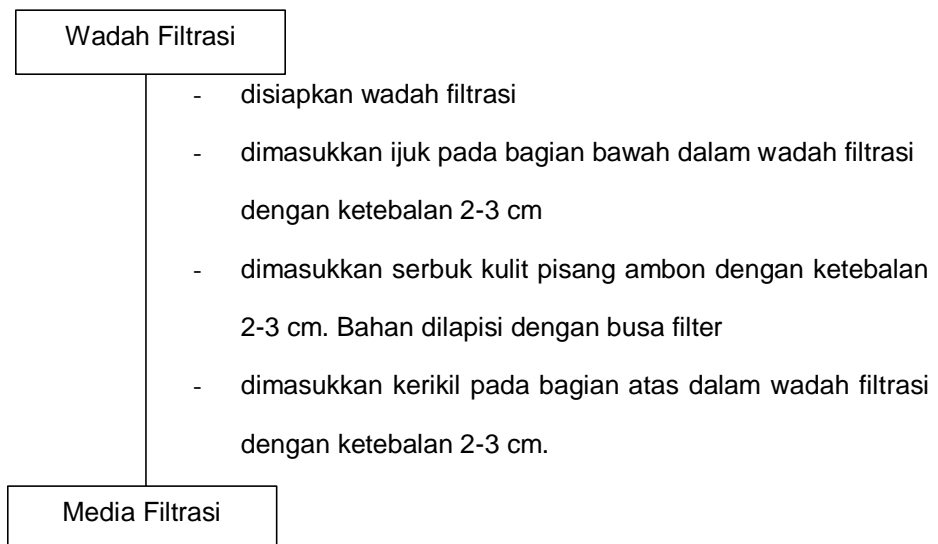 Wadah Filtrasi
- disiapkan wadah filtrasi
- dimasukkan ijuk pada bagian bawah dalam wadah filtrasi
dengan ketebalan 2-3 cm
- dimasukkan serbuk kulit pisang ambon dengan ketebalan
2-3 cm. Bahan dilapisi dengan busa filter
- dimasukkan kerikil pada bagian atas dalam wadah filtrasi
dengan ketebalan 2-3 cm.
Media Filtrasi